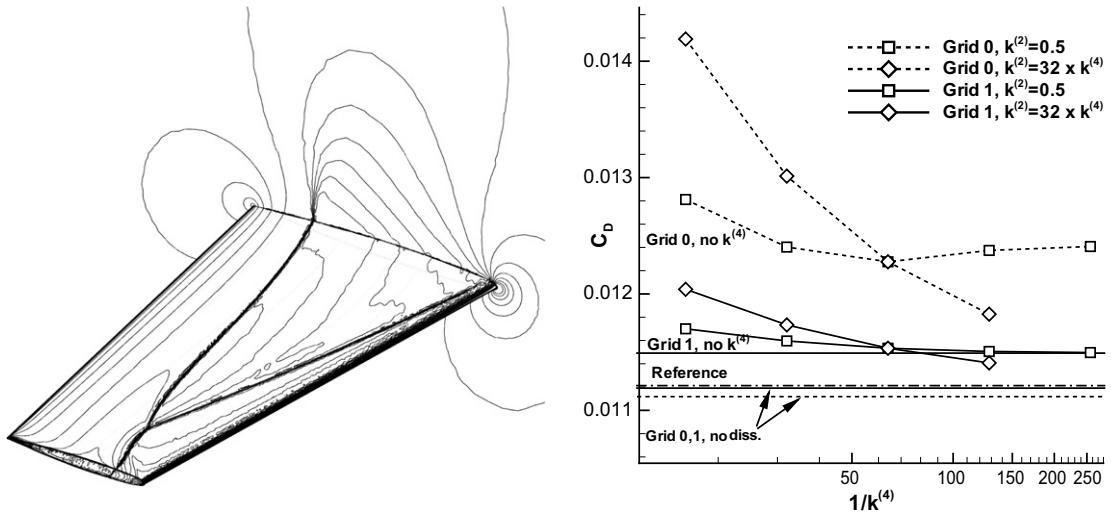 0.014
0.013
0.012
0.011
C_D
Grid 0, k^(2)=0.5
Grid 0, k^(2)=32 x k^(4)
Grid 1, k^(2)=0.5
Grid 1, k^(2)=32 x k^(4)
Grid 0, no k^(4)
Grid 1, no k^(4)
Reference
Grid 0,1, no diss.
50
100
150
200
250
1/k^(4)